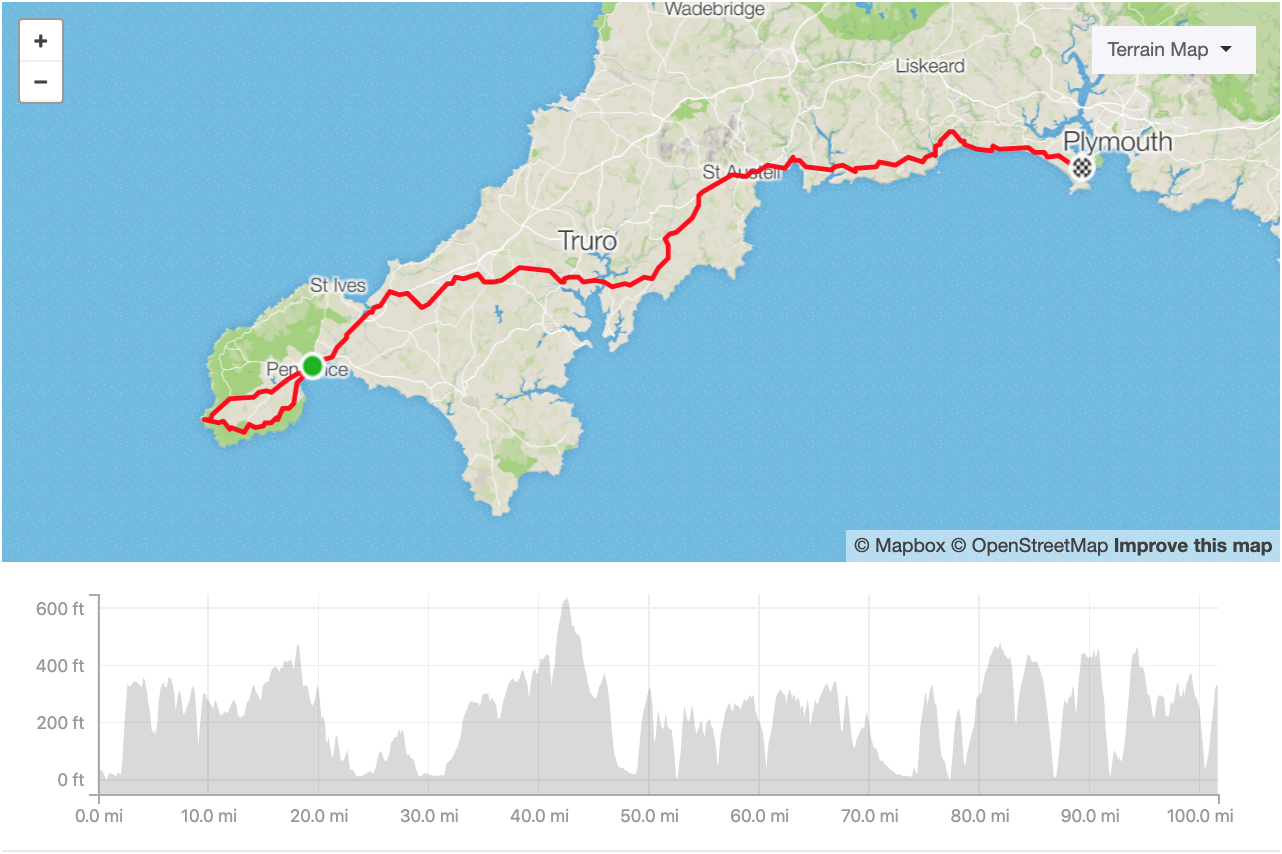 Wadebridge
+
−
Terrain Map
Liskeard
Plymouth
St Austell
Truro
St Ives
Pen ce
© Mapbox © OpenStreetMap Improve this map
600 ft
400 ft
200 ft
0 ft
0.0 mi 10.0 mi 20.0 mi 30.0 mi 40.0 mi 50.0 mi 60.0 mi 70.0 mi 80.0 mi 90.0 mi 100.0 mi